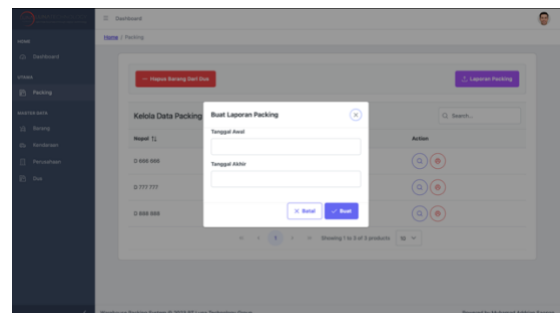 Dashboard
HOME
Home / Packing
Dashboard
UTAMA
Packing
Hapus Barang Dari Dus
Laporan Packing
MASTER DATA
Barang
Kendaraan
Perusahaan
Dus
Kelola Data Packing
Search...
Buat Laporan Packing
Tanggal Awal
Tanggal Akhir
Batal
Buat
Nopol
Action
D 666 666
D 777 777
D 888 888
1
Showing 1 to 3 of 3 products
10